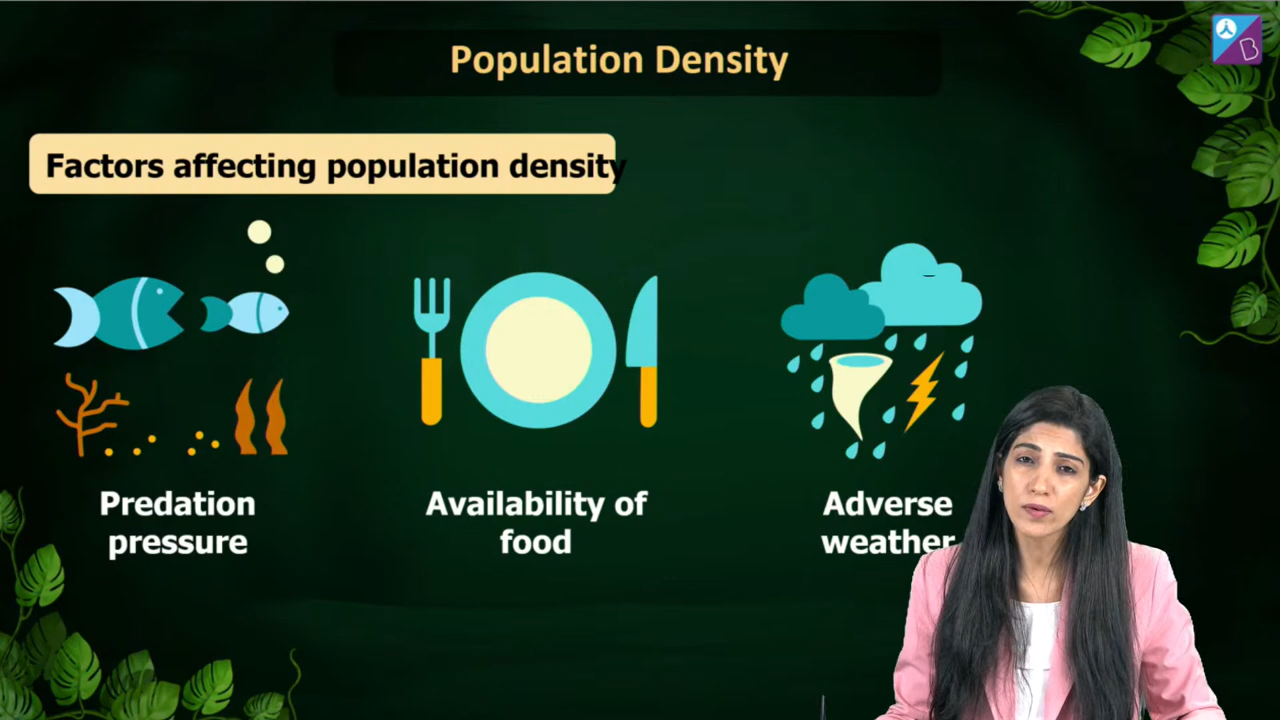 Population Density
Factors affecting population density
Predation
pressure
Availability of
food
Adverse
weather
B